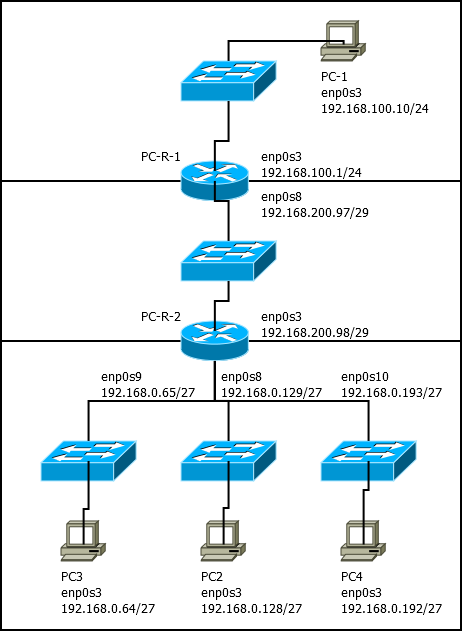 PC-1
enp0s3
192.168.100.10/24
PC-R-1
enp0s3
192.168.100.1/24
enp0s8
192.168.200.97/29
PC-R-2
enp0s3
192.168.200.98/29
enp0s9
192.168.0.65/27
enp0s8
192.168.0.129/27
enp0s10
192.168.0.193/27
PC3
enp0s3
192.168.0.64/27
PC2
enp0s3
192.168.0.128/27
PC4
enp0s3
192.168.0.192/27